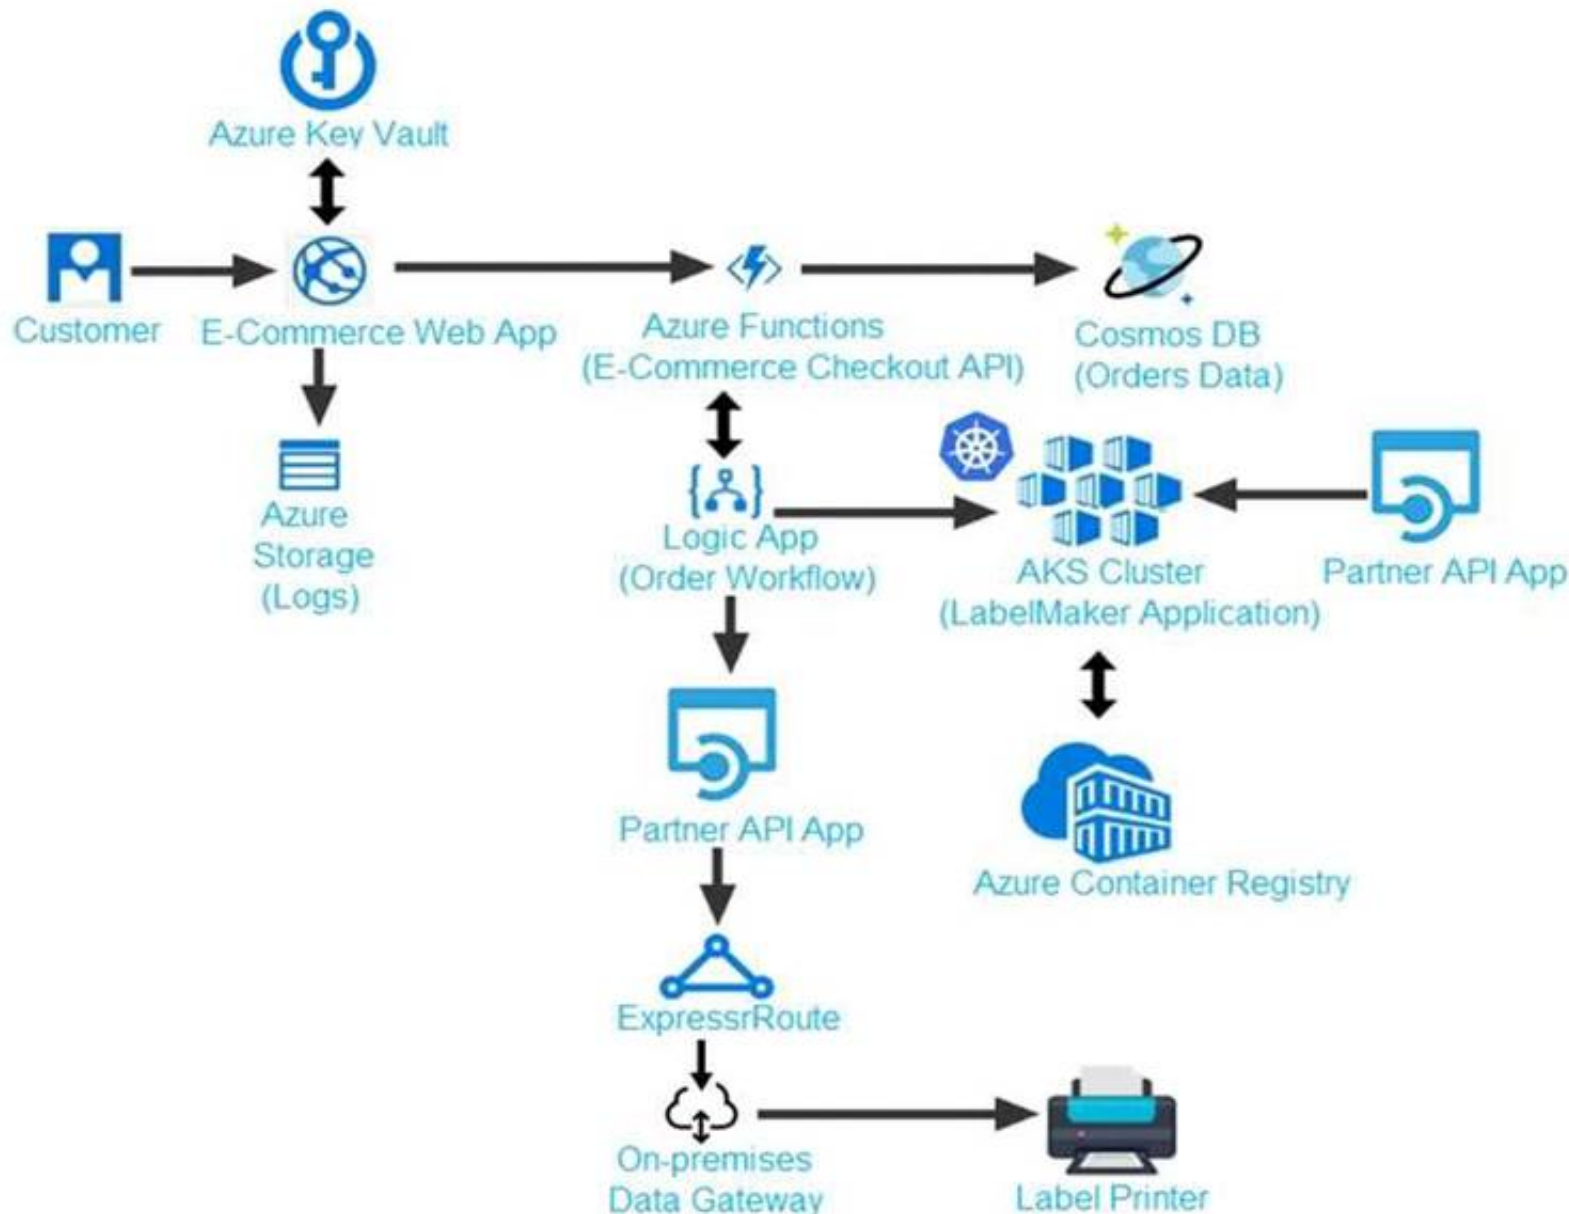 Azure Key Vault
Customer
E-Commerce Web App
Azure Functions
(E-Commerce Checkout API)
Cosmos DB
(Orders Data)
Azure
Storage
(Logs)
Logic App
(Order Workflow)
AKS Cluster
(LabelMaker Application)
Partner API App
Partner API App
Azure Container Registry
ExpressrRoute
On-premises
Data Gateway
Label Printer